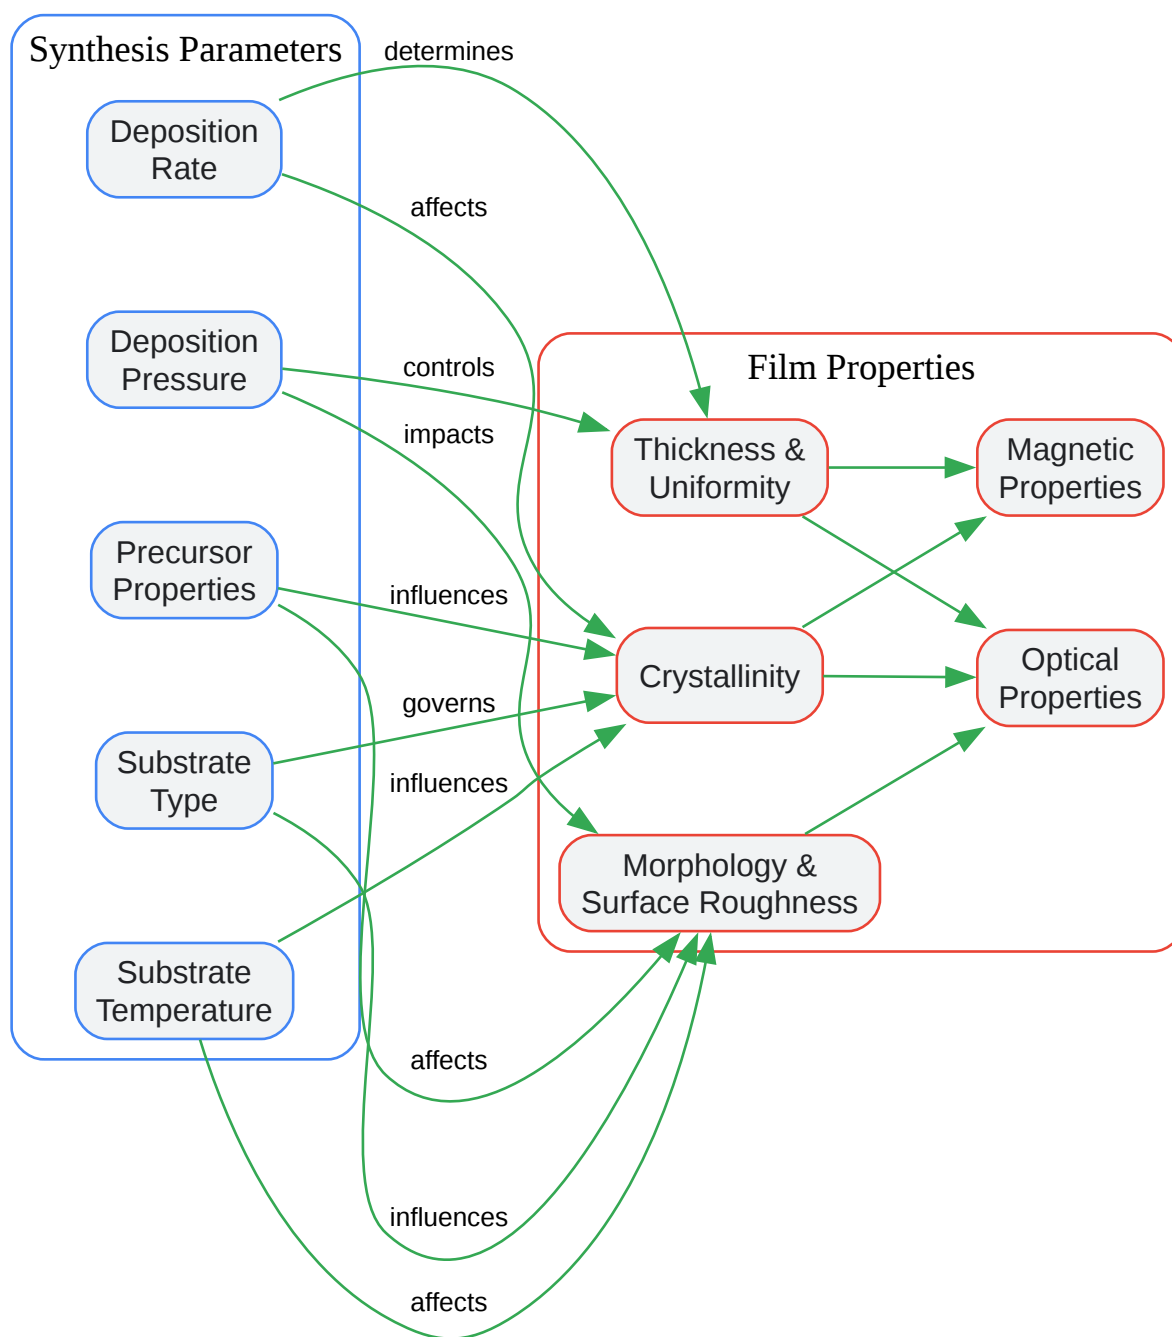 Synthesis Parameters
Deposition
Rate
Deposition
Pressure
Precursor
Properties
Substrate
Type
Substrate
Temperature
determines
affects
controls
impacts
influences
governs
influences
affects
influences
affects
Film Properties
Thickness &
Uniformity
Crystallinity
Morphology &
Surface Roughness
Magnetic
Properties
Optical
Properties